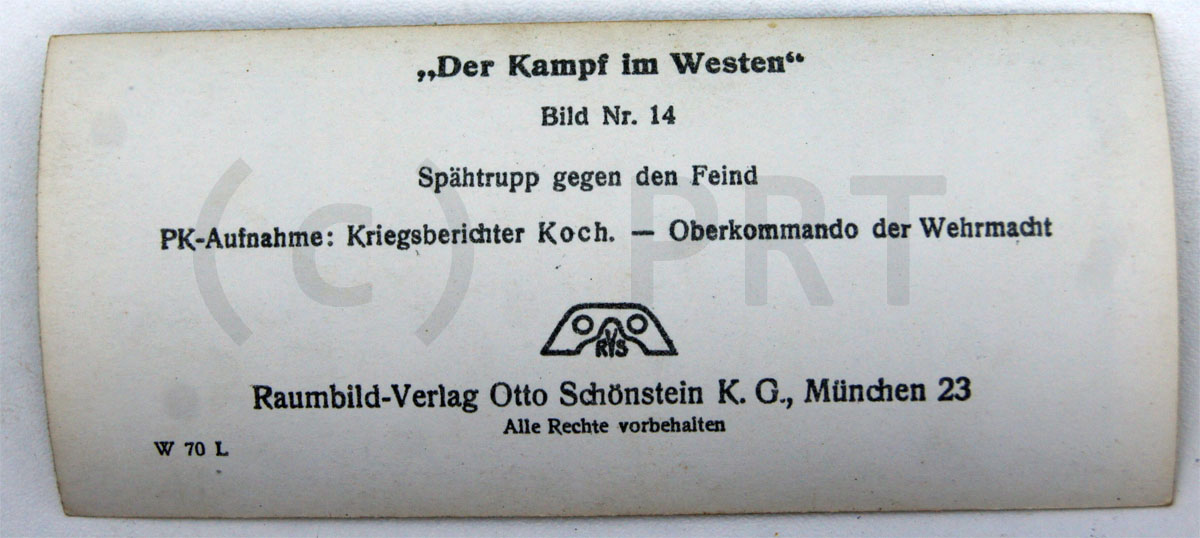 „Der Kampf im Westen“
Bild Nr. 14
Spähtrupp gegen den Feind
PK-Aufnahme: Kriegsberichter Koch. — Oberkommando der Wehrmacht
(c) PRT
RVS
Raumbild-Verlag Otto Schönstein K. G., München 23
Alle Rechte vorbehalten
W 70 L